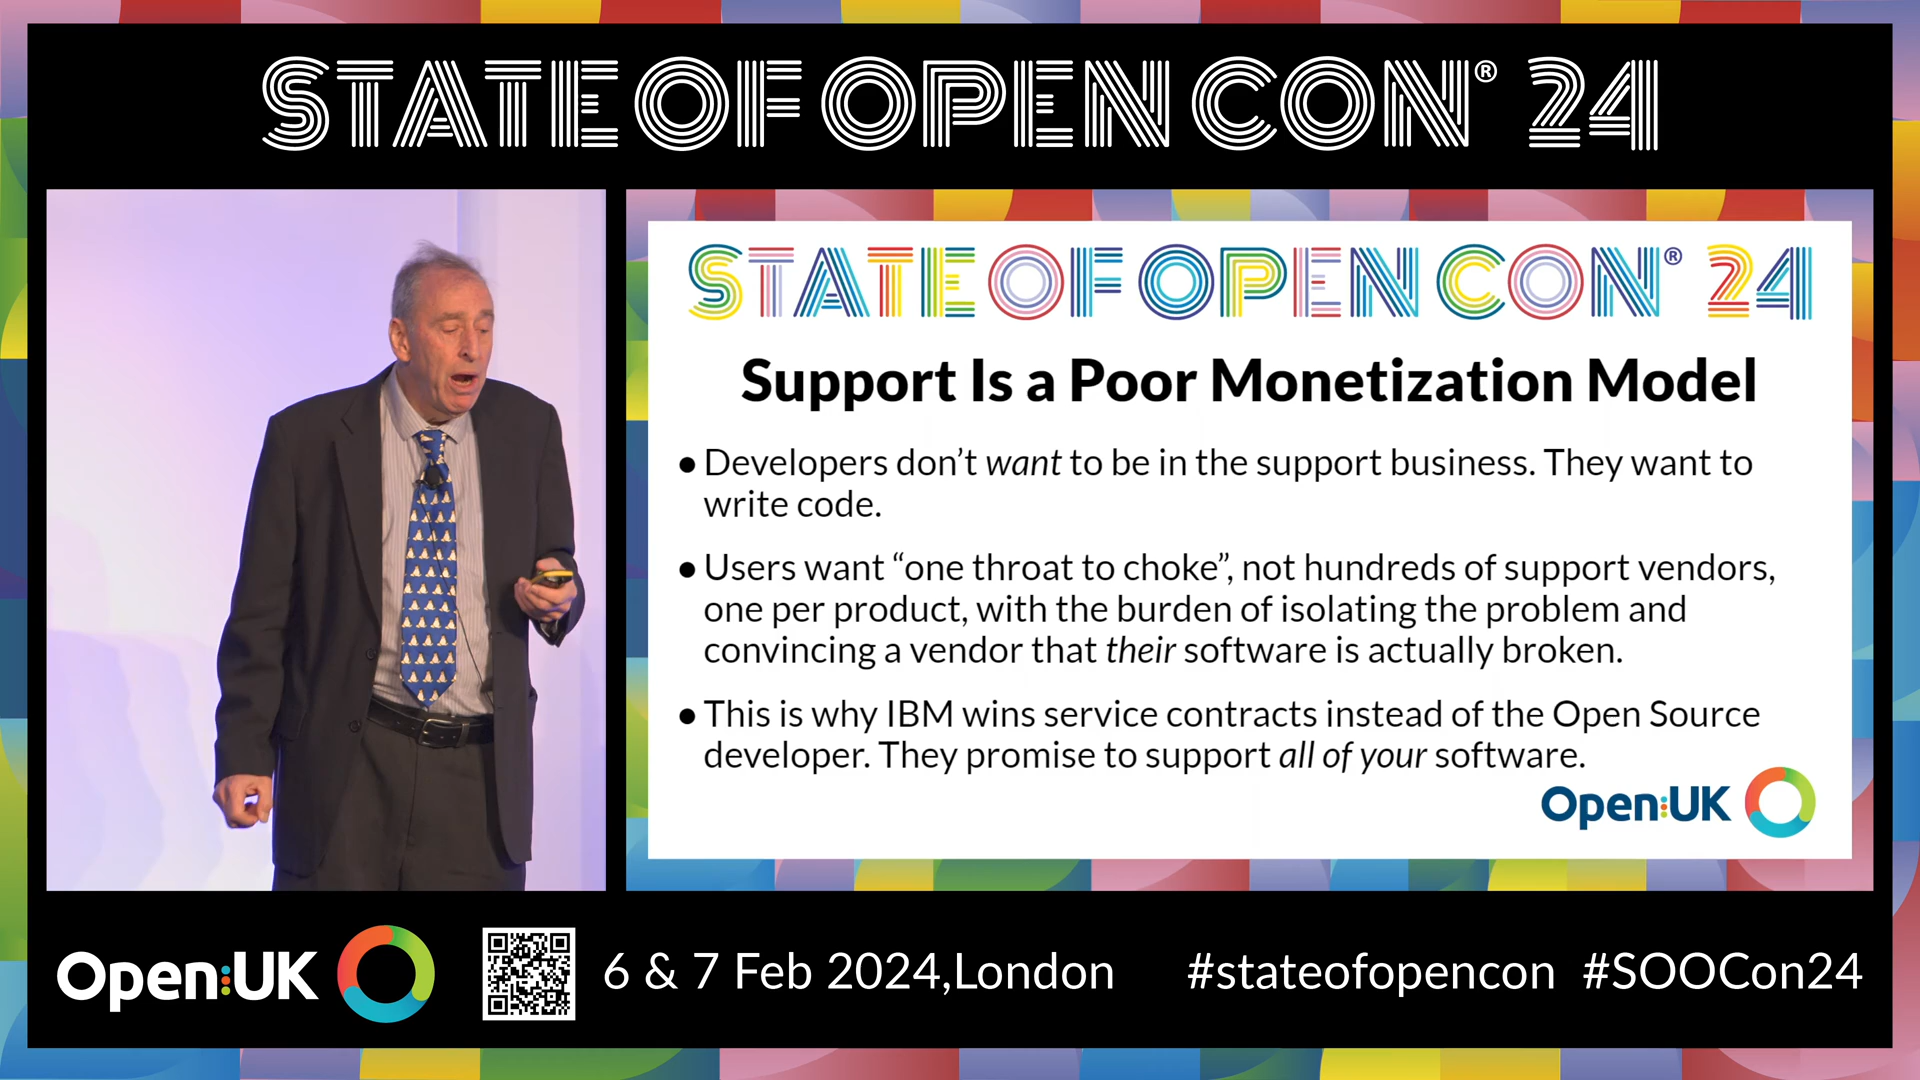 STATE OF OPEN CON® 24
STATE OF OPEN CON® 24
Support Is a Poor Monetization Model
● Developers don’t want to be in the support business. They want to
write code.
● Users want “one throat to choke”, not hundreds of support vendors,
one per product, with the burden of isolating the problem and
convincing a vendor that their software is actually broken.
● This is why IBM wins service contracts instead of the Open Source
developer. They promise to support all of your software.
Open:UK
Open:UK
6 & 7 Feb 2024,London
#stateofopencon #SOOCon24